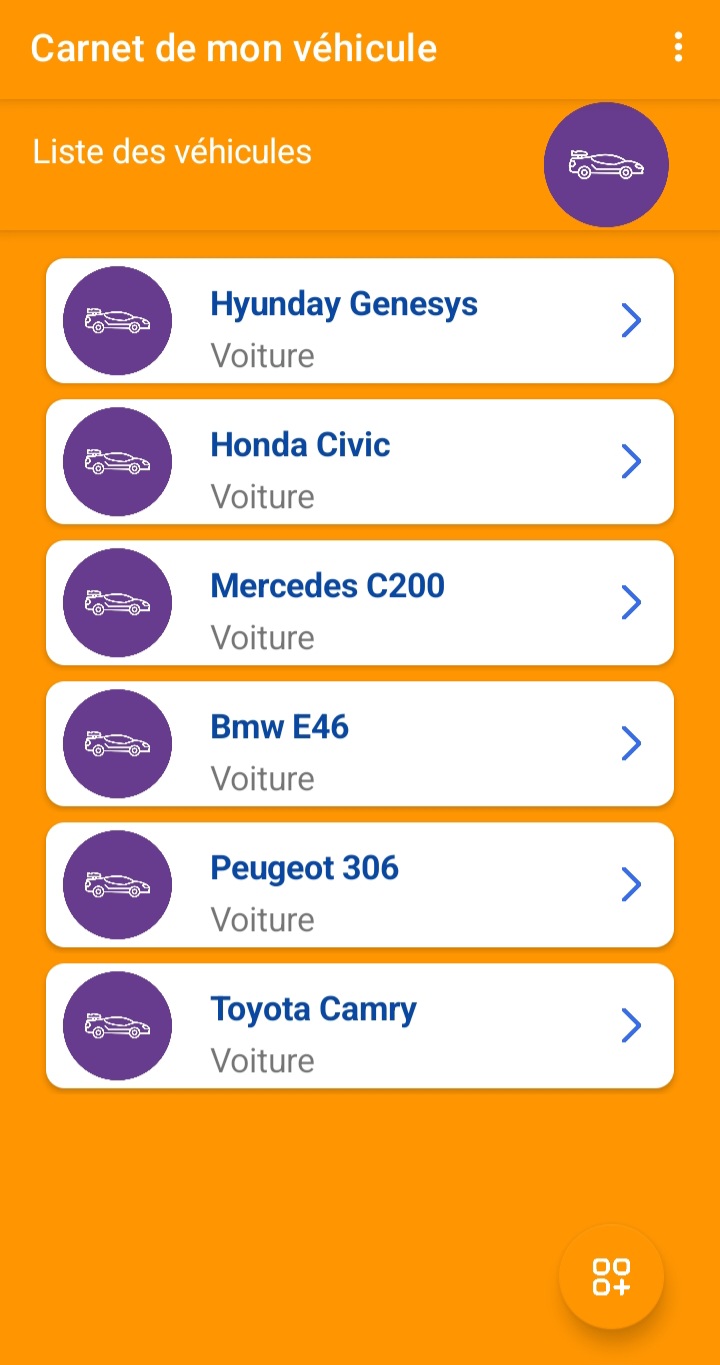 Carnet de mon véhicule
Liste des véhicules
Hyunday Genesys
Voiture
Honda Civic
Voiture
Mercedes C200
Voiture
Bmw E46
Voiture
Peugeot 306
Voiture
Toyota Camry
Voiture